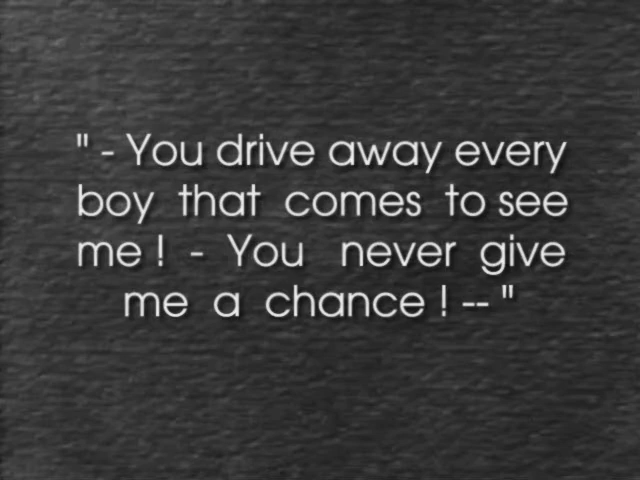 " - You drive away every
boy that comes to see
me ! - You never give
me a chance ! -- "